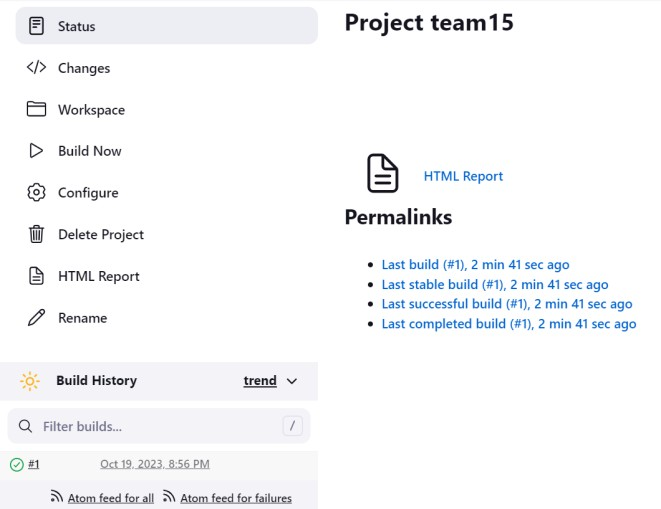 Status
Changes
Workspace
Build Now
Configure
Delete Project
HTML Report
Rename
Build History trend
Filter builds... /
#1 Oct 19, 2023, 8:56 PM
Atom feed for all Atom feed for failures
Project team15
HTML Report
Permalinks
Last build (#1), 2 min 41 sec ago
Last stable build (#1), 2 min 41 sec ago
Last successful build (#1), 2 min 41 sec ago
Last completed build (#1), 2 min 41 sec ago